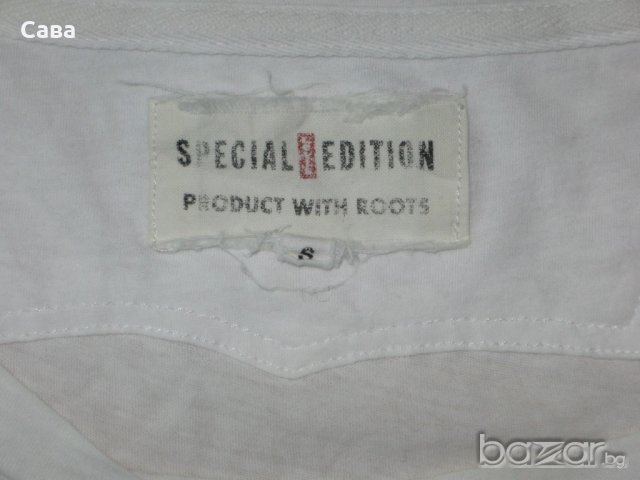 Сава
SPECIAL EDITION
PRODUCT WITH ROOTS
S
bazar.bg